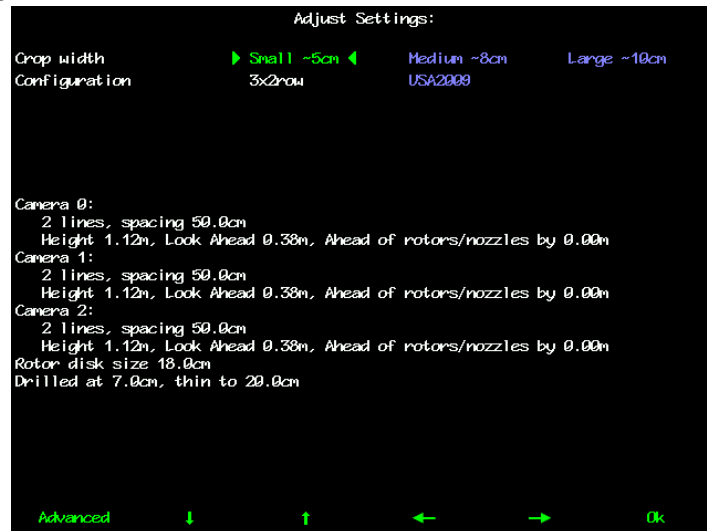 Adjust Settings:
Crop width Small ~5cm Medium ~8cm Large ~10cm
Configuration 3x2row USA2009
Camera 0:
2 lines, spacing 50.0cm
Height 1.12m, Look Ahead 0.38m, Ahead of rotors/nozzles by 0.00m
Camera 1:
2 lines, spacing 50.0cm
Height 1.12m, Look Ahead 0.38m, Ahead of rotors/nozzles by 0.00m
Camera 2:
2 lines, spacing 50.0cm
Height 1.12m, Look Ahead 0.38m, Ahead of rotors/nozzles by 0.00m
Rotor disk size 18.0cm
Drilled at 7.0cm, thin to 20.0cm
Advanced ↓ ↑ ← → Ok